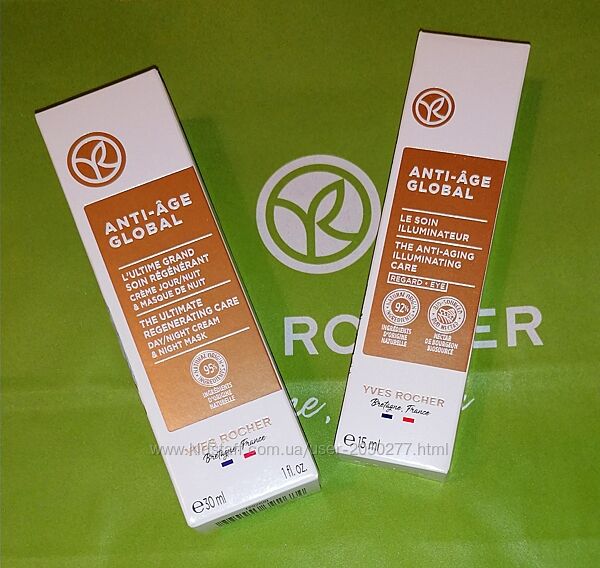 ANTI-ÂGE
GLOBAL
L'ULTIME GRAND
SOIN RÉGÉNÉRANT
CRÈME JOUR/NUIT
& MASQUE DE NUIT
THE ULTIMATE
REGENERATING CARE
DAY/NIGHT CREAM
& NIGHT MASK
95%
INGRÉDIENTS
D'ORIGINE
NATURELLE
YVES ROCHER
Bretagne, France
e30 ml
1 fl. oz.
ANTI-ÂGE
GLOBAL
LE SOIN
ILLUMINATEUR
THE ANTI-AGING
ILLUMINATING
CARE
REGARD • EYE
92%
INGRÉDIENTS
D'ORIGINE
NATURELLE
NECTAR
DE BOURGEON
BIOSOURCÉ
YVES ROCHER
Bretagne, France
e 15 ml
ROCHER